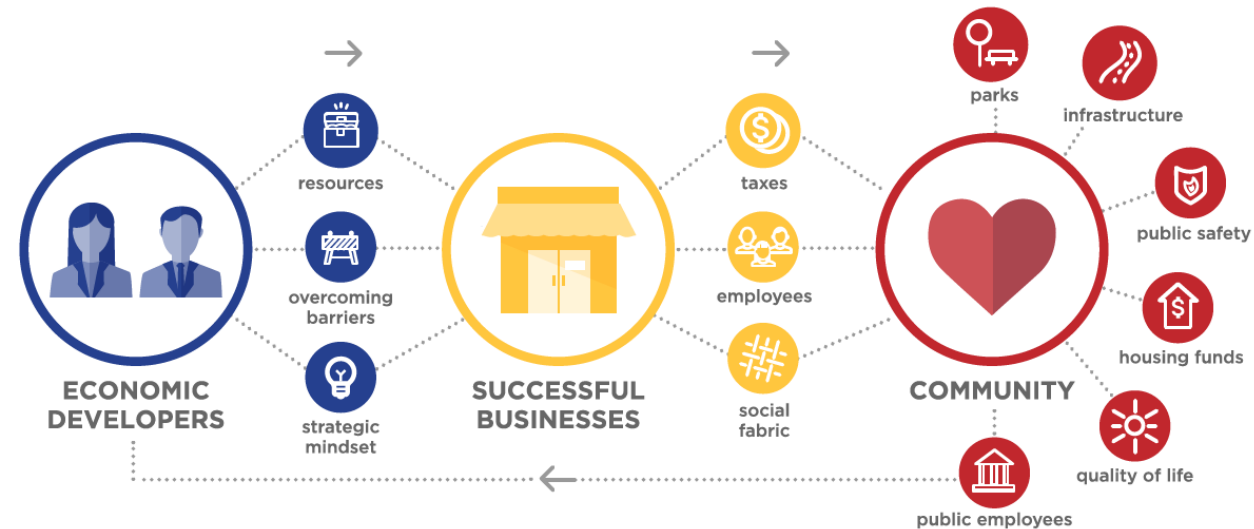 resources
overcoming
barriers
strategic
mindset
ECONOMIC
DEVELOPERS
SUCCESSFUL
BUSINESSES
$
taxes
employees
social
fabric
COMMUNITY
parks
infrastructure
public safety
$
housing funds
quality of life
public employees